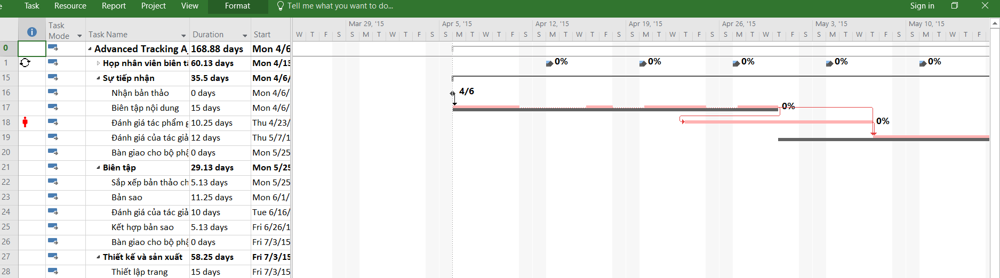 Task Resource Report Project View Format Tell me what you want to do... Sign in
Task Mode Task Name Duration Start
Mar 29, '15 Apr 5, '15 Apr 12, '15 Apr 19, '15 Apr 26, '15 May 3, '15 May 10, '15
W T F S S M T W T F S S M T W T F S S M T W T F S S M T W T F S S M T W T F S S M T W T F S S M T W T F
0 Advanced Tracking A 168.88 days Mon 4/6
1 Họp nhân viên biên tậ 60.13 days Mon 4/13 0% 0% 0% 0% 0%
15 Sự tiếp nhận 35.5 days Mon 4/6/
16 Nhận bản thảo 0 days Mon 4/6/ 4/6
17 Biên tập nội dung 15 days Mon 4/6/ 0%
18 Đánh giá tác phẩm g 10.25 days Thu 4/23/ 0%
19 Đánh giá của tác giả 12 days Thu 5/7/1
20 Bàn giao cho bộ phậ 0 days Mon 5/25
21 Biên tập 29.13 days Mon 5/25
22 Sắp xếp bản thảo ch 5.13 days Mon 5/25
23 Bản sao 11.25 days Mon 6/1/
24 Đánh giá của tác giả 10 days Tue 6/16/
25 Kết hợp bản sao 5.13 days Fri 6/26/1
26 Bàn giao cho bộ phậ 0 days Fri 7/3/15
27 Thiết kế và sản xuất 58.25 days Fri 7/3/15
28 Thiết lập trang 15 days Fri 7/3/15